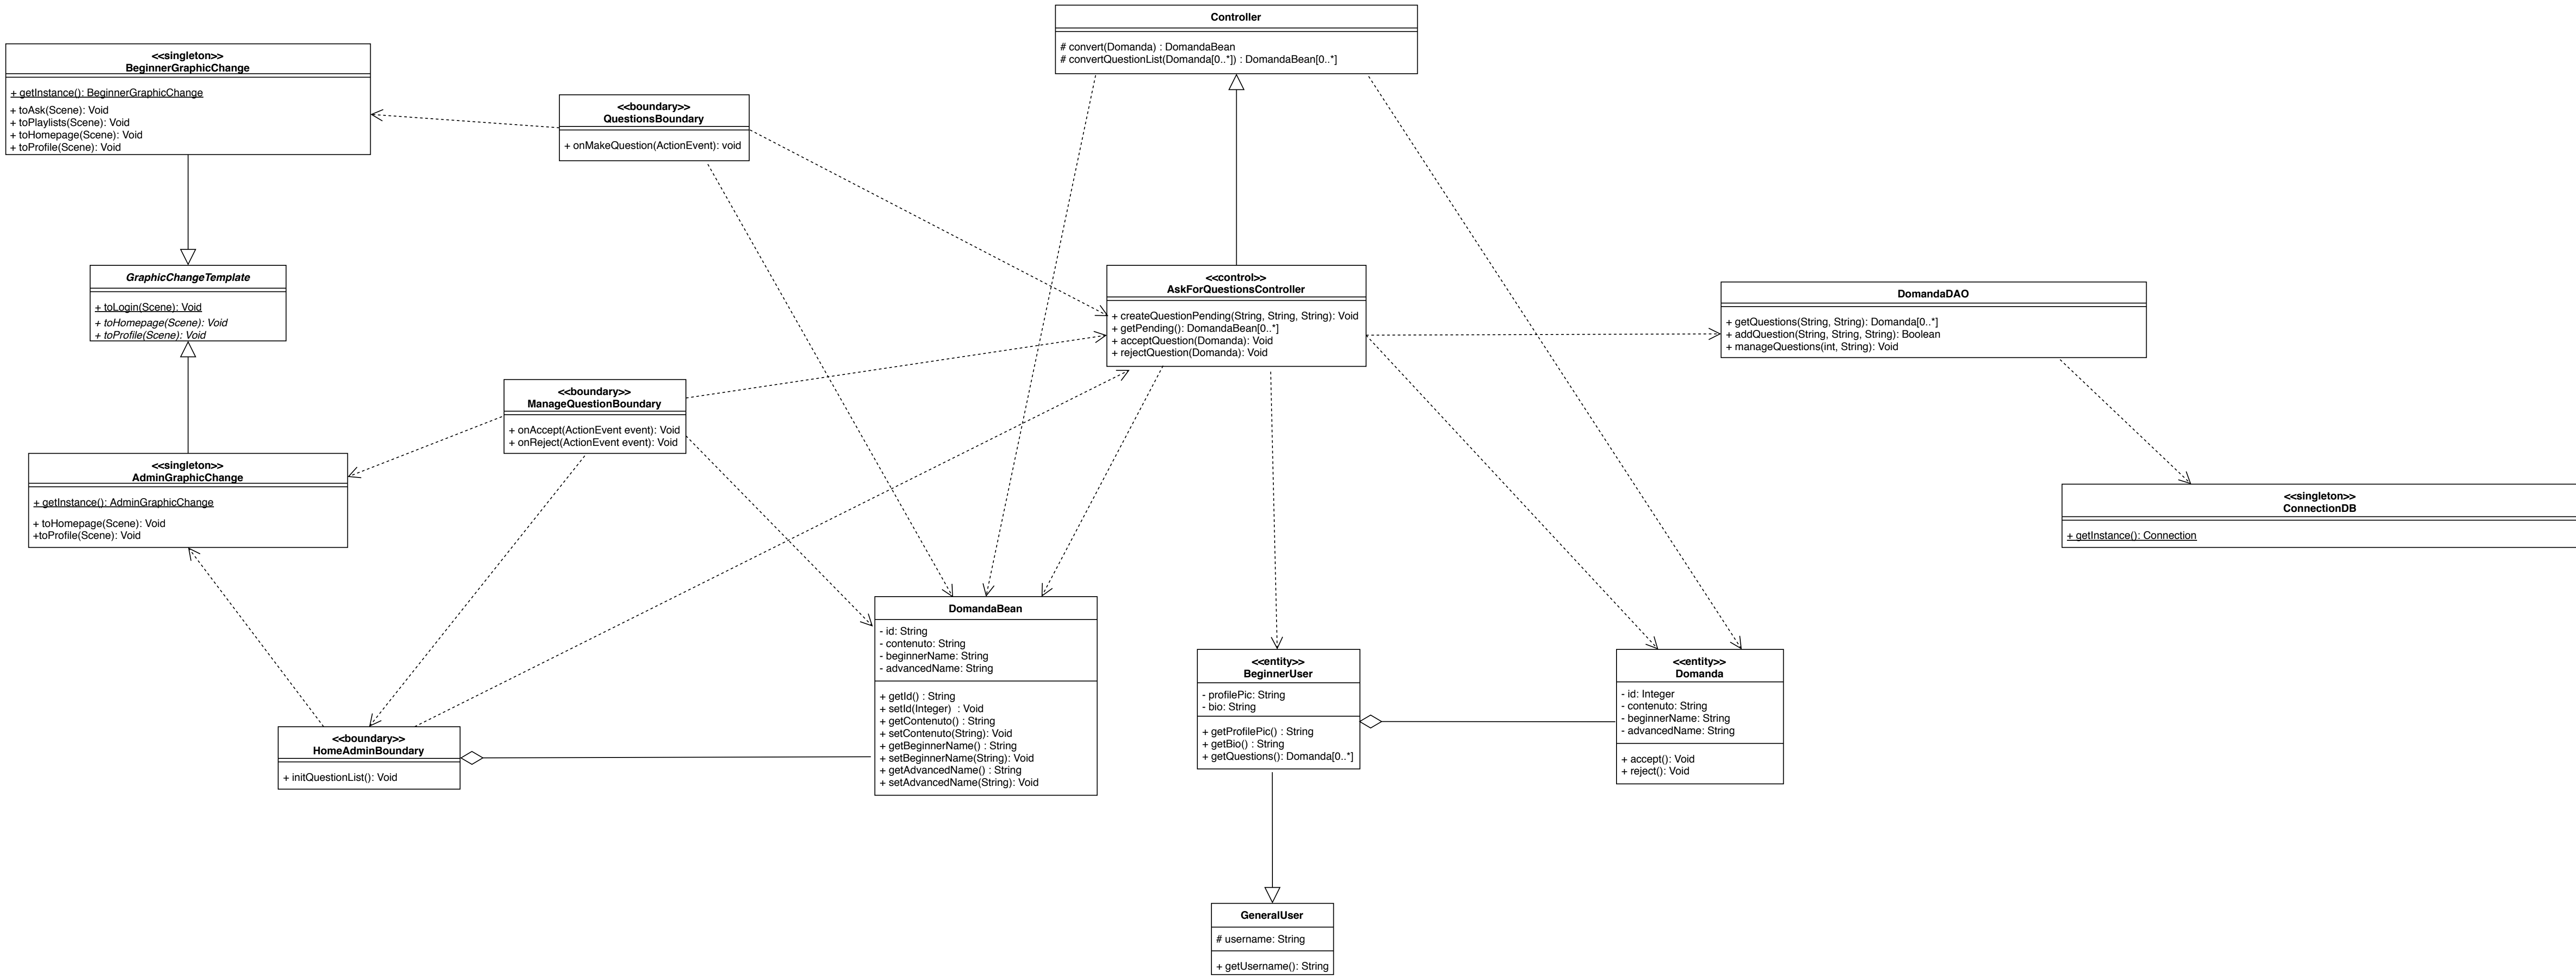 Controller
# convert(Domanda) : DomandaBean
# convertQuestionList(Domanda[0..*]) : DomandaBean[0..*]
<<singleton>>
BeginnerGraphicChange
+ getInstance(): BeginnerGraphicChange
+ toAsk(Scene): Void
+ toPlaylists(Scene): Void
+ toHomepage(Scene): Void
+ toProfile(Scene): Void
<<boundary>>
QuestionsBoundary
+ onMakeQuestion(ActionEvent): void
GraphicChangeTemplate
+ toLogin(Scene): Void
+ toHomepage(Scene): Void
+ toProfile(Scene): Void
<<control>>
AskForQuestionsController
+ createQuestionPending(String, String, String): Void
+ getPending(): DomandaBean[0..*]
+ acceptQuestion(Domanda): Void
+ rejectQuestion(Domanda): Void
DomandaDAO
+ getQuestions(String, String): Domanda[0..*]
+ addQuestion(String, String, String): Boolean
+ manageQuestions(int, String): Void
<<boundary>>
ManageQuestionBoundary
+ onAccept(ActionEvent event): Void
+ onReject(ActionEvent event): Void
<<singleton>>
AdminGraphicChange
+ getInstance(): AdminGraphicChange
+ toHomepage(Scene): Void
+toProfile(Scene): Void
<<singleton>>
ConnectionDB
+ getInstance(): Connection
DomandaBean
- id: String
- contenuto: String
- beginnerName: String
- advancedName: String
+ getId() : String
+ setId(Integer) : Void
+ getContenuto() : String
+ setContenuto(String): Void
+ getBeginnerName() : String
+ setBeginnerName(String): Void
+ getAdvancedName() : String
+ setAdvancedName(String): Void
<<entity>>
BeginnerUser
- profilePic: String
- bio: String
+ getProfilePic() : String
+ getBio() : String
+ getQuestions(): Domanda[0..*]
<<entity>>
Domanda
- id: Integer
- contenuto: String
- beginnerName: String
- advancedName: String
+ accept(): Void
+ reject(): Void
<<boundary>>
HomeAdminBoundary
+ initQuestionList(): Void
GeneralUser
# username: String
+ getUsername(): String